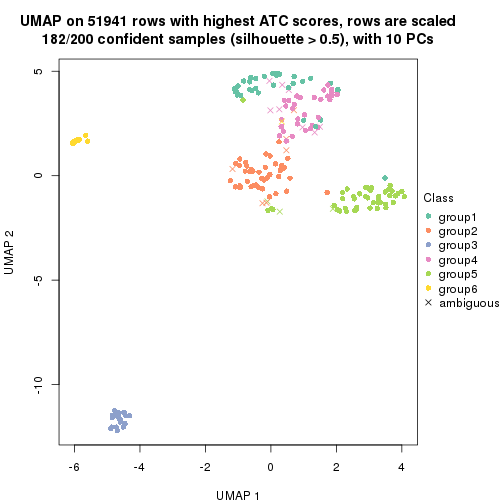 UMAP on 51941 rows with highest ATC scores, rows are scaled
182/200 confident samples (silhouette > 0.5), with 10 PCs
5
0
-5
-10
UMAP 2
-6
-4
-2
0
2
4
UMAP 1
Class
group1
group2
group3
group4
group5
group6
ambiguous